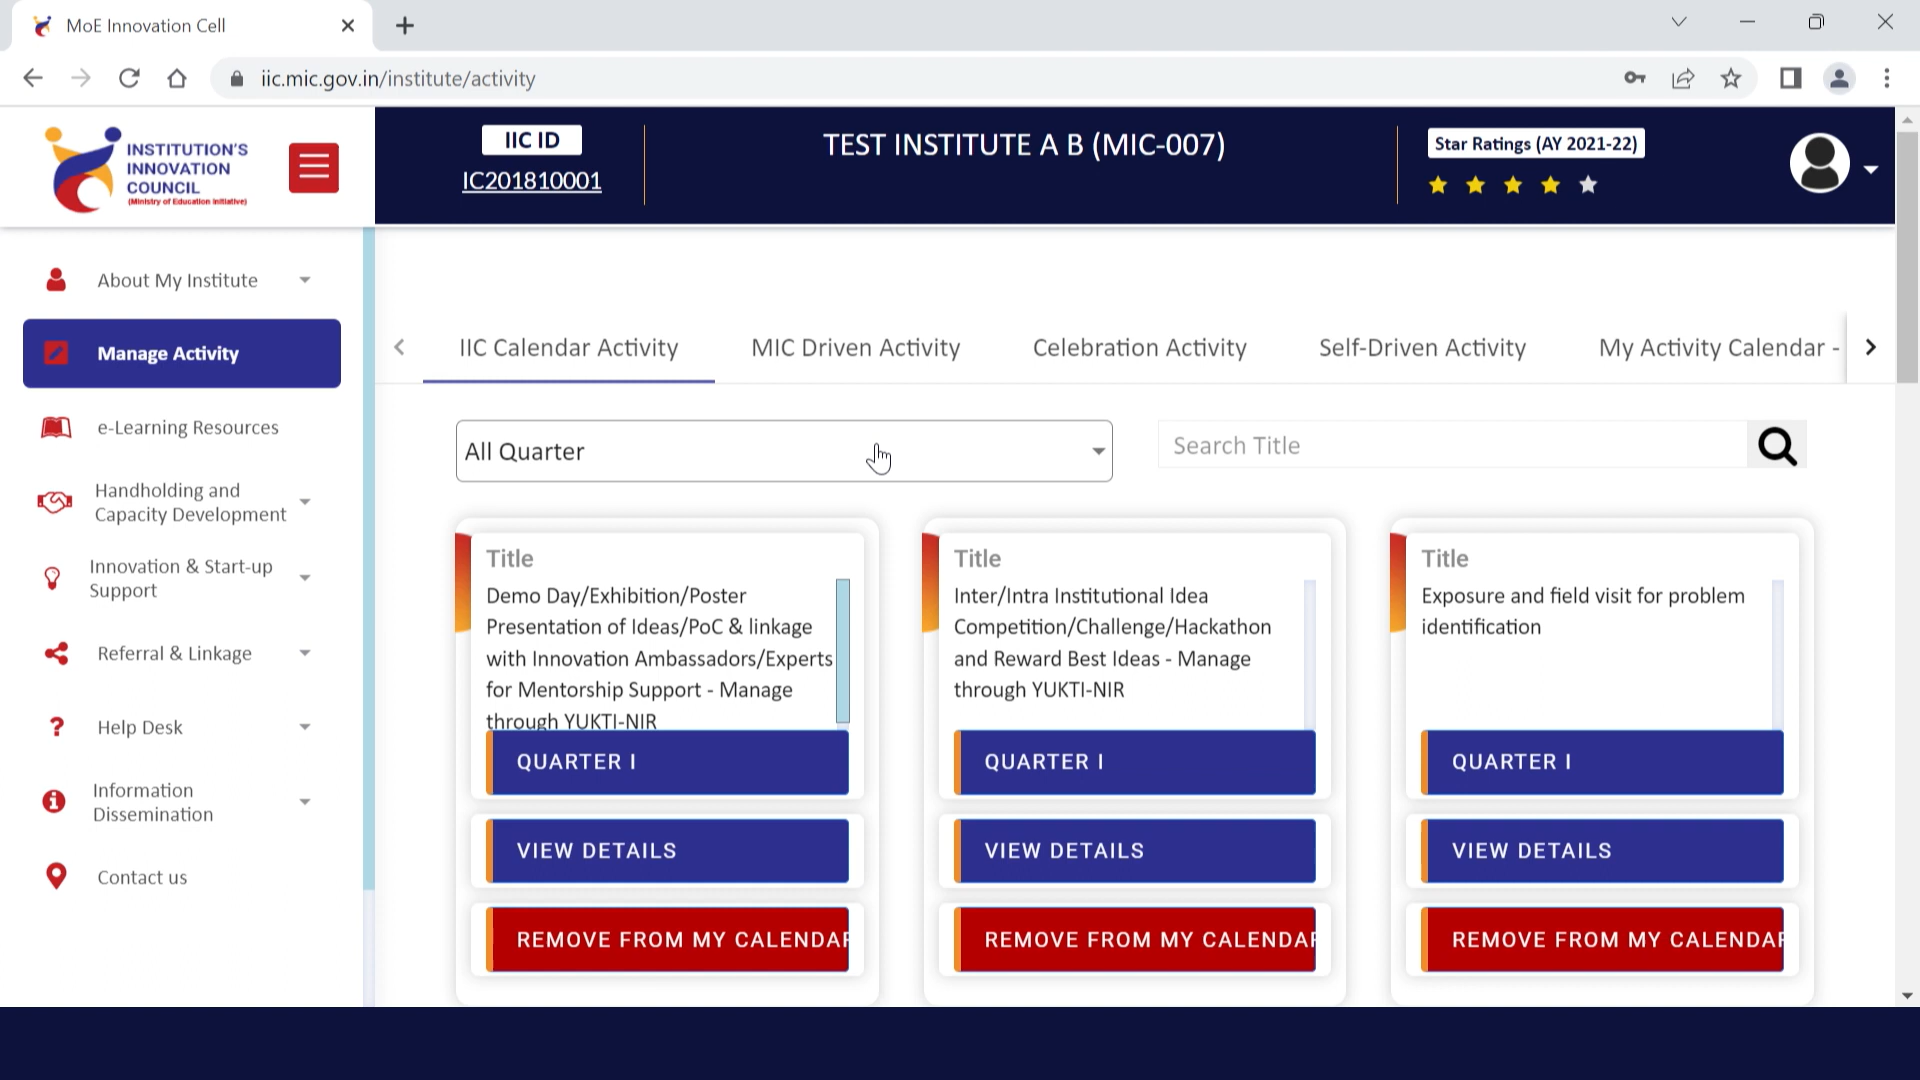 MoE Innovation Cell
iic.mic.gov.in/institute/activity
INSTITUTION'S
INNOVATION
COUNCIL
(Ministry of Education Initiative)
IIC ID
IC201810001
TEST INSTITUTE A B (MIC-007)
Star Ratings (AY 2021-22)
About My Institute
Manage Activity
e-Learning Resources
Handholding and
Capacity Development
Innovation & Start-up
Support
Referral & Linkage
Help Desk
Information
Dissemination
Contact us
IIC Calendar Activity
MIC Driven Activity
Celebration Activity
Self-Driven Activity
My Activity Calendar -
All Quarter
Search Title
Title
Demo Day/Exhibition/Poster
Presentation of Ideas/PoC & linkage
with Innovation Ambassadors/Experts
for Mentorship Support - Manage
through YUKTI-NIR
QUARTER I
VIEW DETAILS
REMOVE FROM MY CALENDAR
Title
Inter/Intra Institutional Idea
Competition/Challenge/Hackathon
and Reward Best Ideas - Manage
through YUKTI-NIR
QUARTER I
VIEW DETAILS
REMOVE FROM MY CALENDAR
Title
Exposure and field visit for problem
identification
QUARTER I
VIEW DETAILS
REMOVE FROM MY CALENDAR